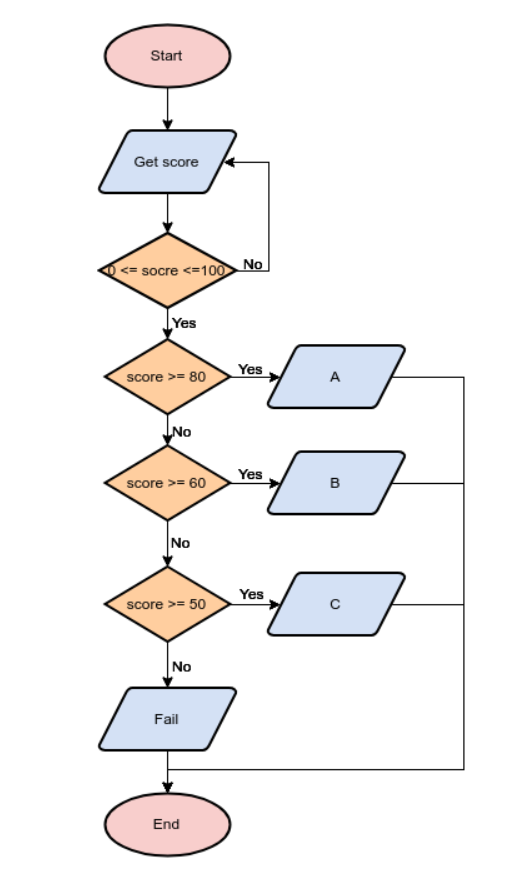 Start
Get score
0 <= socre <=100
No
Yes
score >= 80
Yes
A
No
score >= 60
Yes
B
No
score >= 50
Yes
C
No
Fail
End